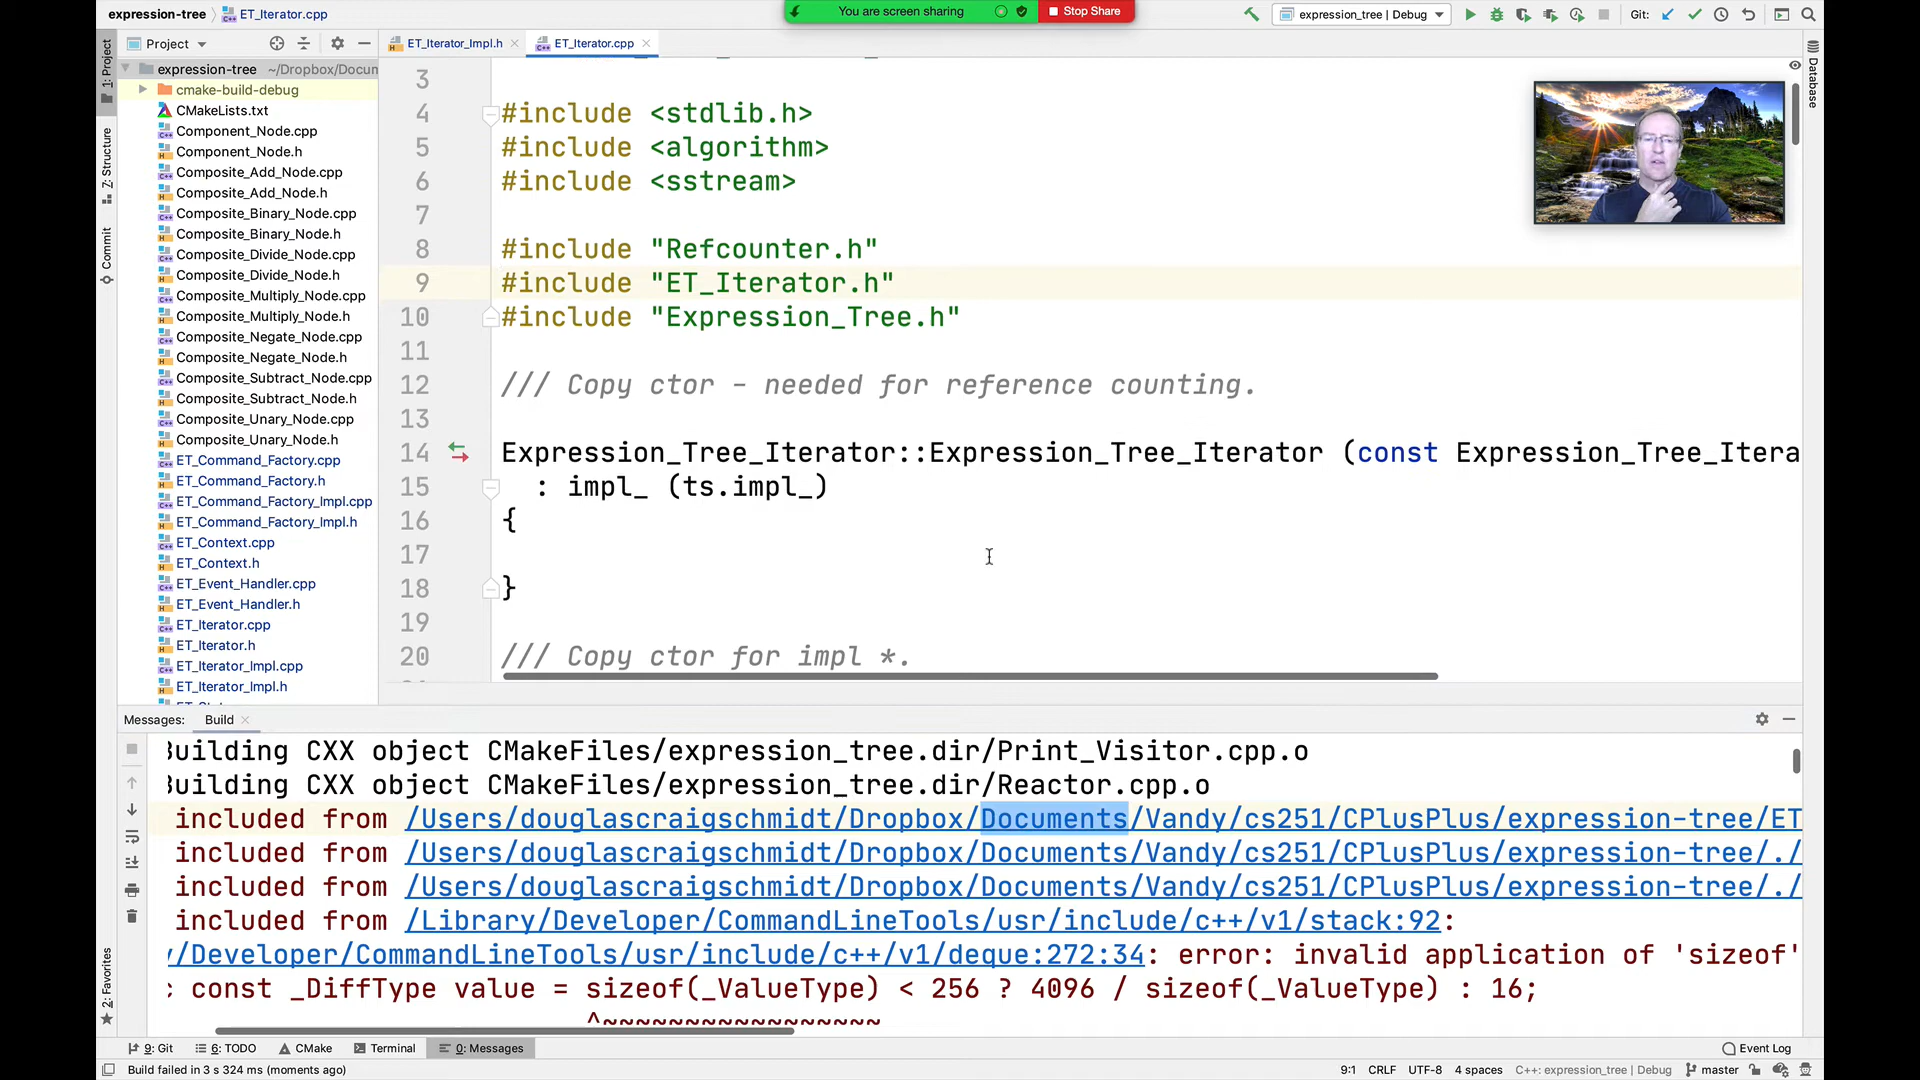 expression-tree
ET_Iterator.cpp
You are screen sharing
Stop Share
expression_tree | Debug
Git:
Project
ET_Iterator_Impl.h
ET_Iterator.cpp
1: Project
Z: Structure
Commit
2: Favorites
Database
expression-tree ~/Dropbox/Docum
cmake-build-debug
CMakeLists.txt
Component_Node.cpp
Component_Node.h
Composite_Add_Node.cpp
Composite_Add_Node.h
Composite_Binary_Node.cpp
Composite_Binary_Node.h
Composite_Divide_Node.cpp
Composite_Divide_Node.h
Composite_Multiply_Node.cpp
Composite_Multiply_Node.h
Composite_Negate_Node.cpp
Composite_Negate_Node.h
Composite_Subtract_Node.cpp
Composite_Subtract_Node.h
Composite_Unary_Node.cpp
Composite_Unary_Node.h
ET_Command_Factory.cpp
ET_Command_Factory.h
ET_Command_Factory_Impl.cpp
ET_Command_Factory_Impl.h
ET_Context.cpp
ET_Context.h
ET_Event_Handler.cpp
ET_Event_Handler.h
ET_Iterator.cpp
ET_Iterator.h
ET_Iterator_Impl.cpp
ET_Iterator_Impl.h
3
4 #include <stdlib.h>
5 #include <algorithm>
6 #include <sstream>
7
8 #include "Refcounter.h"
9 #include "ET_Iterator.h"
10 #include "Expression_Tree.h"
11
12 /// Copy ctor - needed for reference counting.
13
14 Expression_Tree_Iterator::Expression_Tree_Iterator (const Expression_Tree_Itera
15 : impl_ (ts.impl_)
16 {
17
18 }
19
20 /// Copy ctor for impl *.
Messages: Build
Building CXX object CMakeFiles/expression_tree.dir/Print_Visitor.cpp.o
Building CXX object CMakeFiles/expression_tree.dir/Reactor.cpp.o
included from /Users/douglascraigschmidt/Dropbox/Documents/Vandy/cs251/CPlusPlus/expression-tree/ET
included from /Users/douglascraigschmidt/Dropbox/Documents/Vandy/cs251/CPlusPlus/expression-tree/./
included from /Users/douglascraigschmidt/Dropbox/Documents/Vandy/cs251/CPlusPlus/expression-tree/./
included from /Library/Developer/CommandLineTools/usr/include/c++/v1/stack:92:
y/Developer/CommandLineTools/usr/include/c++/v1/deque:272:34: error: invalid application of 'sizeof'
c const _DiffType value = sizeof(_ValueType) < 256 ? 4096 / sizeof(_ValueType) : 16;
^~~~~~~~~~~~~~~~~~
9: Git
6: TODO
CMake
Terminal
0: Messages
Event Log
Build failed in 3 s 324 ms (moments ago)
9:1 CRLF UTF-8 4 spaces C++: expression_tree | Debug master